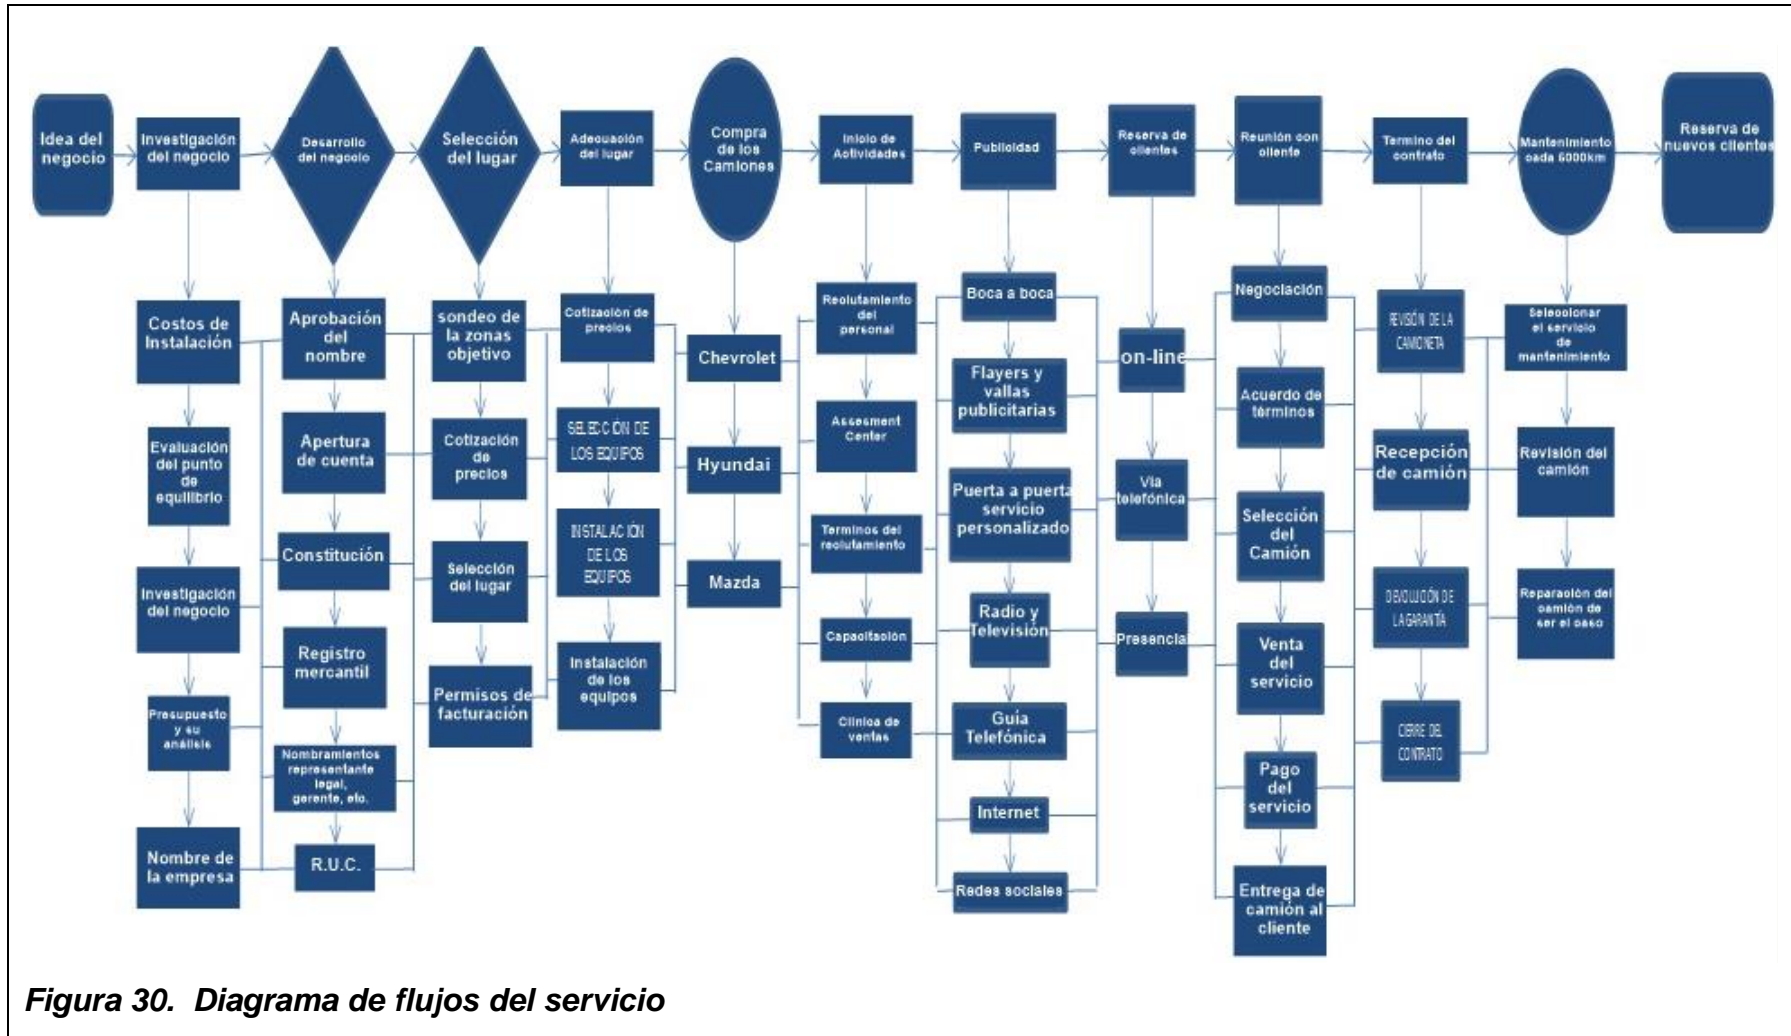 Idea del
negocio
Investigación
del negocio
Desarrollo
del negocio
Selección
del lugar
Adecuación
del lugar
Compra
de los
Camiones
Inicio de
Actividades
Publicidad
Reserva de
clientes
Reunión con
cliente
Termino del
contrato
Mantenimiento
cada 5000km
Reserva de
nuevos clientes
Costos de
Instalación
Evaluación
del punto
de
equilibrio
Investigación
del negocio
Presupuesto
y su
análisis
Nombre de
la empresa
Aprobación
del
nombre
Apertura
de cuenta
Constitución
Registro
mercantil
Nombramientos
representante
legal,
gerente, etc.
R.U.C.
sondeo de
la zonas
objetivo
Cotización
de
precios
Selección
del lugar
Permisos de
facturación
Cotización de
precios
SELECCIÓN DE
LOS EQUIPOS
INSTALACIÓN
DE LOS
EQUIPOS
Instalación
de los
equipos
Chevrolet
Hyundai
Mazda
Reclutamiento
del
personal
Assesment
Center
Terminos del
reclutamiento
Capacitación
Clínica de
ventas
Boca a boca
Flayers y
vallas
publicitarias
Puerta a puerta
servicio
personalizado
Radio y
Televisión
Guía
Telefónica
Internet
Redes sociales
on-line
Vía
telefónica
Presencial
Negociación
Acuerdo de
términos
Selección
del
Camión
Venta
del
servicio
Pago
del
servicio
Entrega de
camión al
cliente
REVISIÓN DE LA
CAMIONETA
Recepción
de camión
DEVOLUCIÓN DE
LA GARANTÍA
CIERRE DEL
CONTRATO
Seleccionar
el servicio
de
mantenimiento
Revisión del
camión
Reparación del
camión de
ser el caso
Figura 30. Diagrama de flujos del servicio